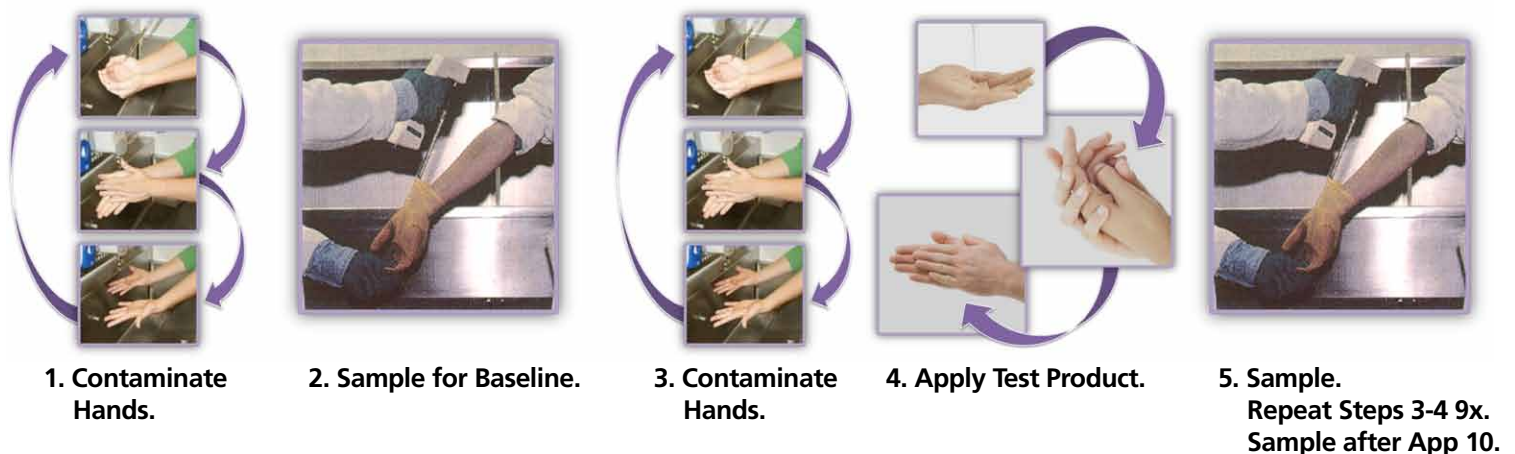 1. Contaminate
Hands.
2. Sample for Baseline.
3. Contaminate
Hands.
4. Apply Test Product.
5. Sample.
Repeat Steps 3-4 9x.
Sample after App 10.